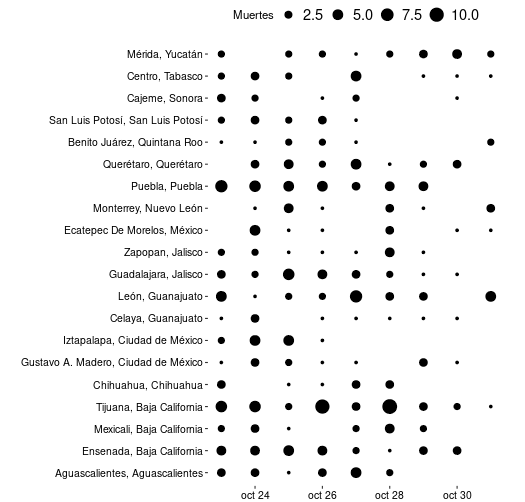 Muertes 2.5 5.0 7.5 10.0
Mérida, Yucatán
Centro, Tabasco
Cajeme, Sonora
San Luis Potosí, San Luis Potosí
Benito Juárez, Quintana Roo
Querétaro, Querétaro
Puebla, Puebla
Monterrey, Nuevo León
Ecatepec De Morelos, México
Zapopan, Jalisco
Guadalajara, Jalisco
León, Guanajuato
Celaya, Guanajuato
Iztapalapa, Ciudad de México
Gustavo A. Madero, Ciudad de México
Chihuahua, Chihuahua
Tijuana, Baja California
Mexicali, Baja California
Ensenada, Baja California
Aguascalientes, Aguascalientes
oct 24 oct 26 oct 28 oct 30